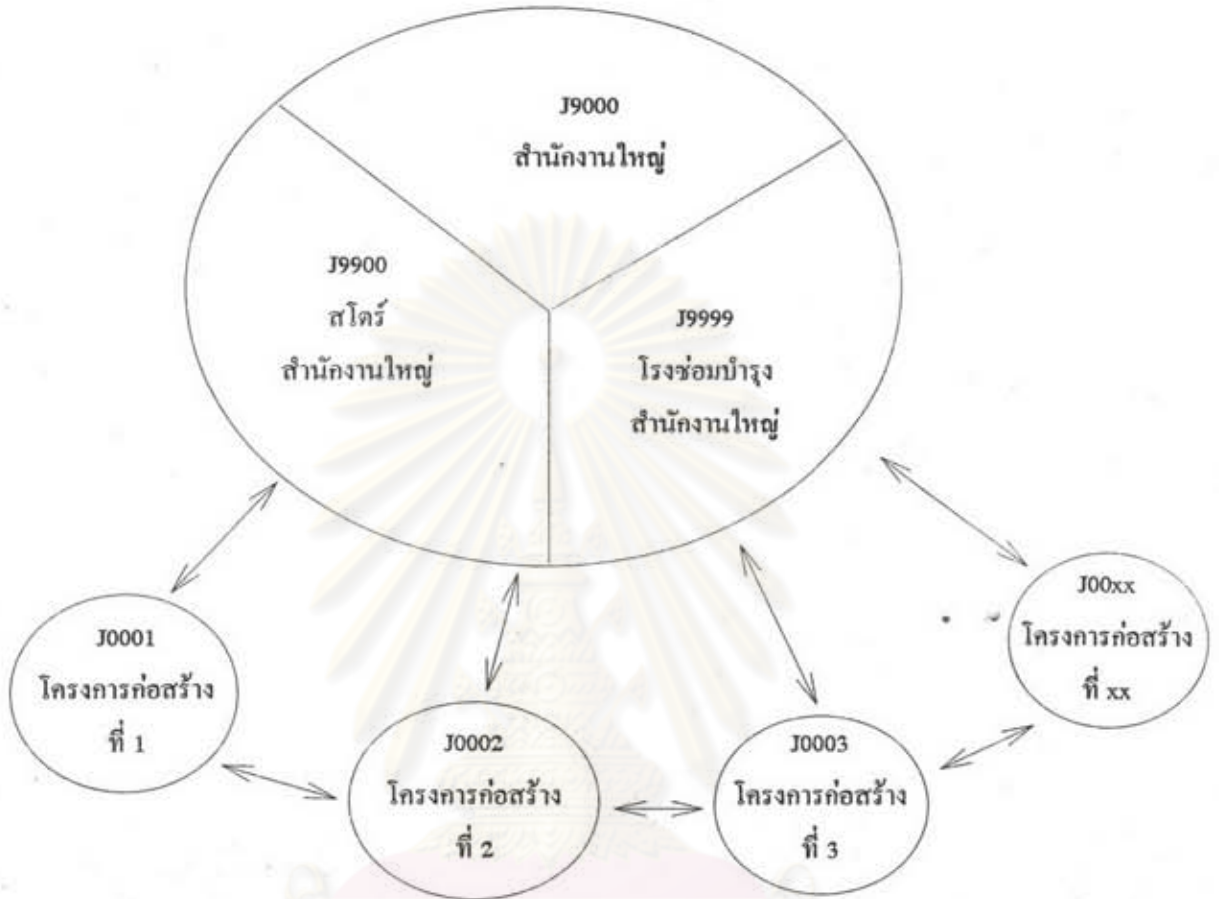 J9000
สำนักงานใหญ่
J9900
สโตร์
สำนักงานใหญ่
J9999
โรงซ่อมบำรุง
สำนักงานใหญ่
J0001
โครงการก่อสร้าง
ที่ 1
J0002
โครงการก่อสร้าง
ที่ 2
J0003
โครงการก่อสร้าง
ที่ 3
J00xx
โครงการก่อสร้าง
ที่ xx